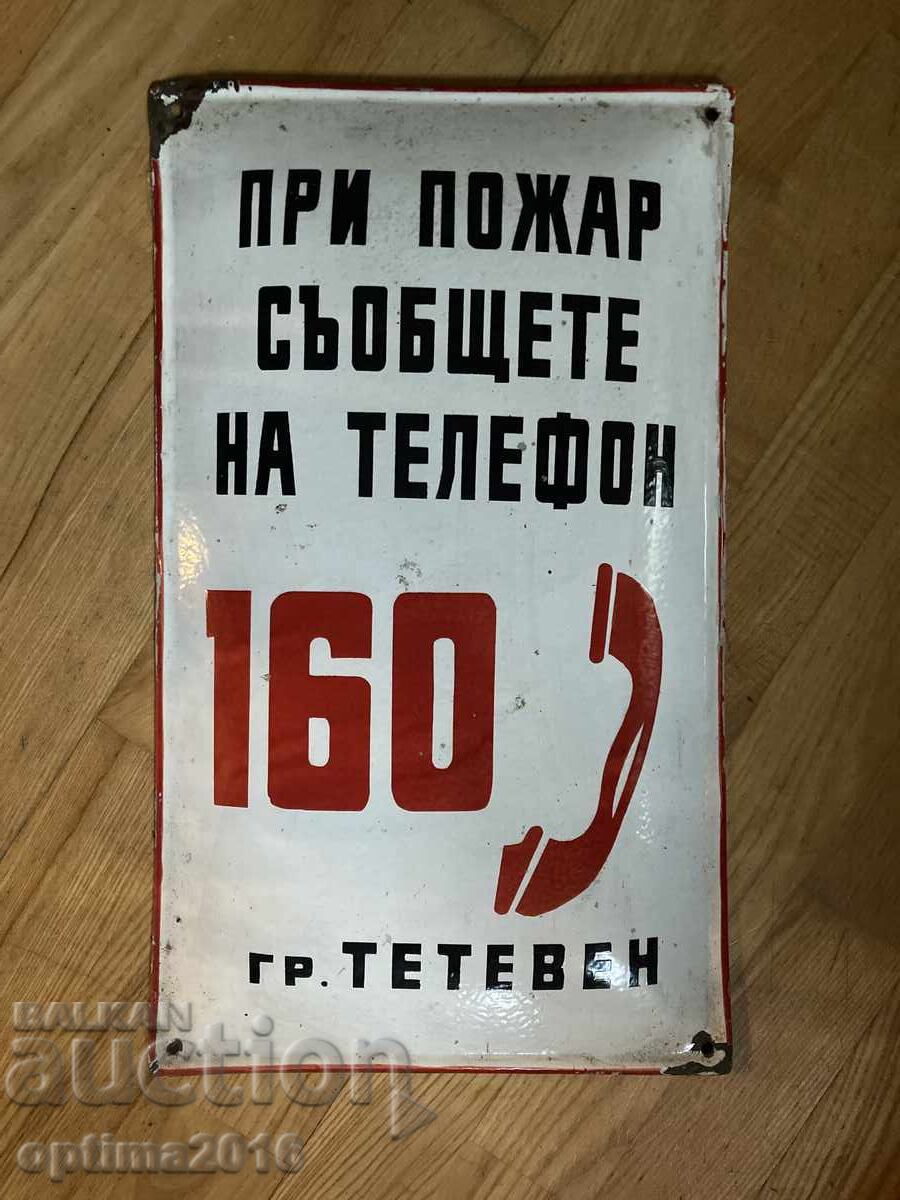 ПРИ ПОЖАР
СЪОБЩЕТЕ
НА ТЕЛЕФОН
160
гр. ТЕТЕВЕН
BALKAN
auction
optima2016